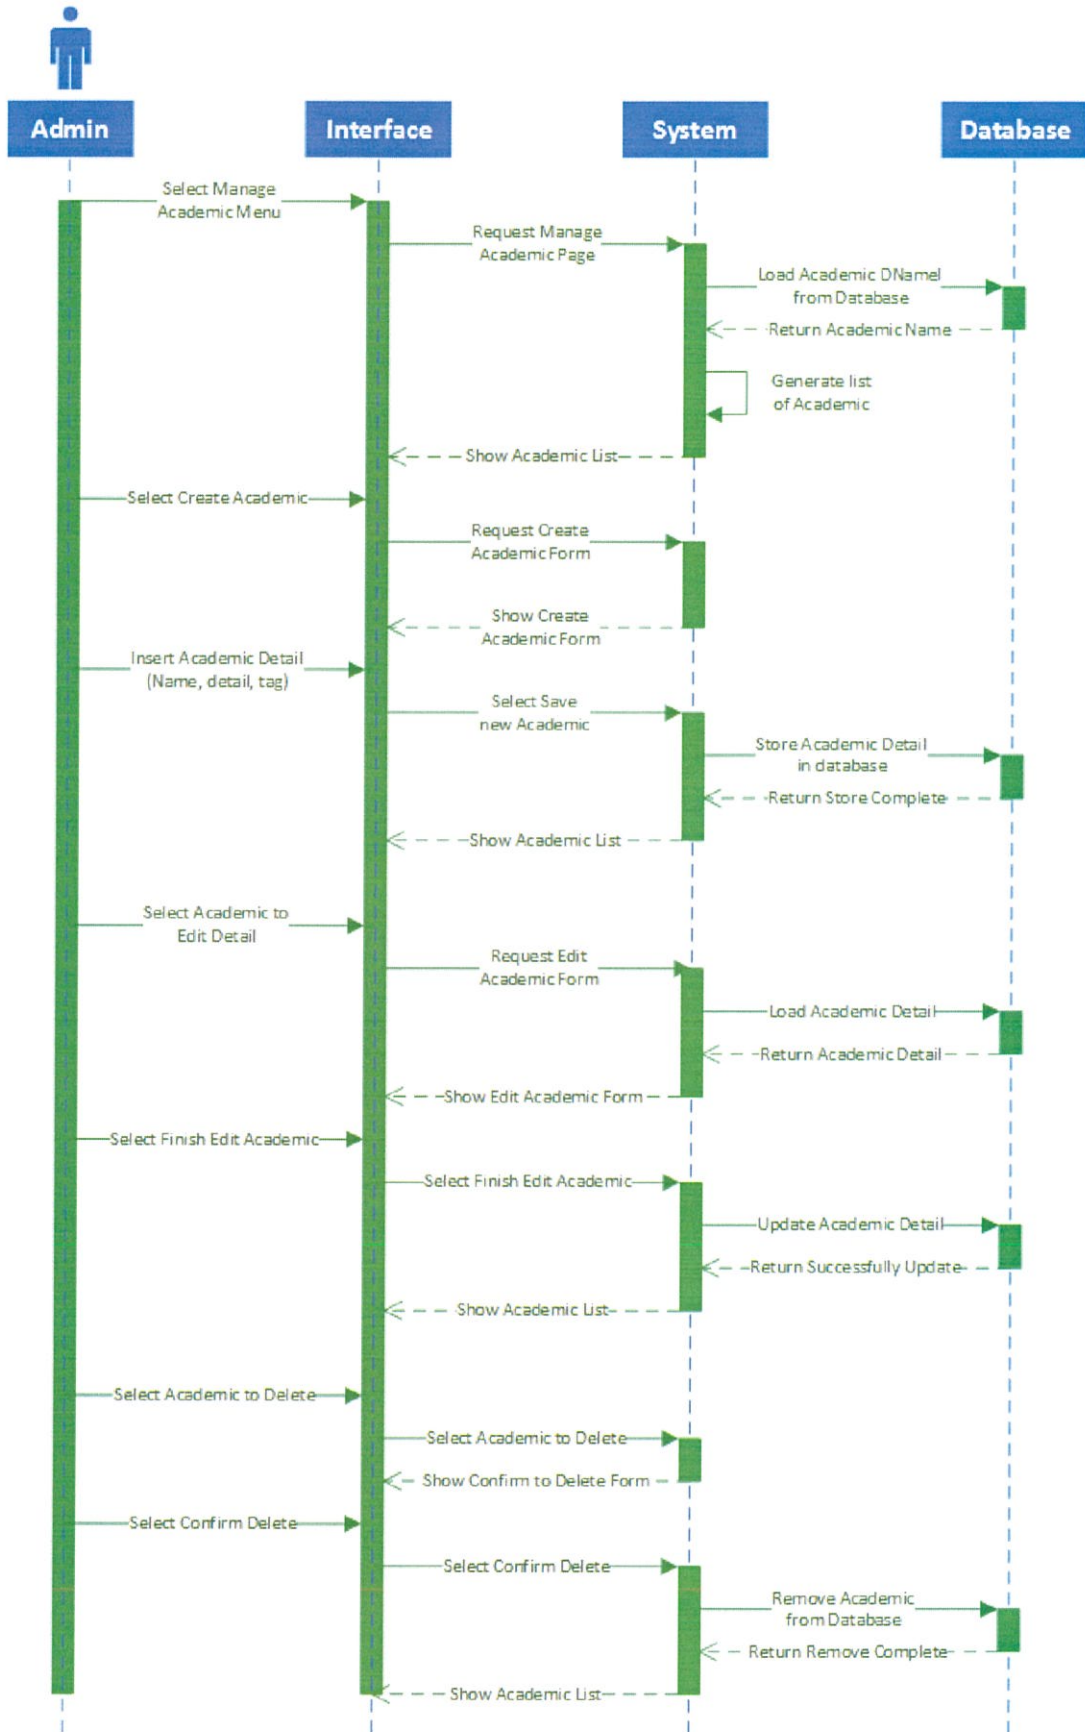 Admin
Interface
System
Database
Select Manage
Academic Menu
Request Manage
Academic Page
Load Academic DNameI
from Database
Return Academic Name
Generate list
of Academic
Show Academic List
Select Create Academic
Request Create
Academic Form
Show Create
Academic Form
Insert Academic Detail
(Name, detail, tag)
Select Save
new Academic
Store Academic Detail
in database
Return Store Complete
Show Academic List
Select Academic to
Edit Detail
Request Edit
Academic Form
Load Academic Detail
Return Academic Detail
Show Edit Academic Form
Select Finish Edit Academic
Select Finish Edit Academic
Update Academic Detail
Return Successfully Update
Show Academic List
Select Academic to Delete
Select Academic to Delete
Show Confirm to Delete Form
Select Confirm Delete
Select Confirm Delete
Remove Academic
from Database
Return Remove Complete
Show Academic List